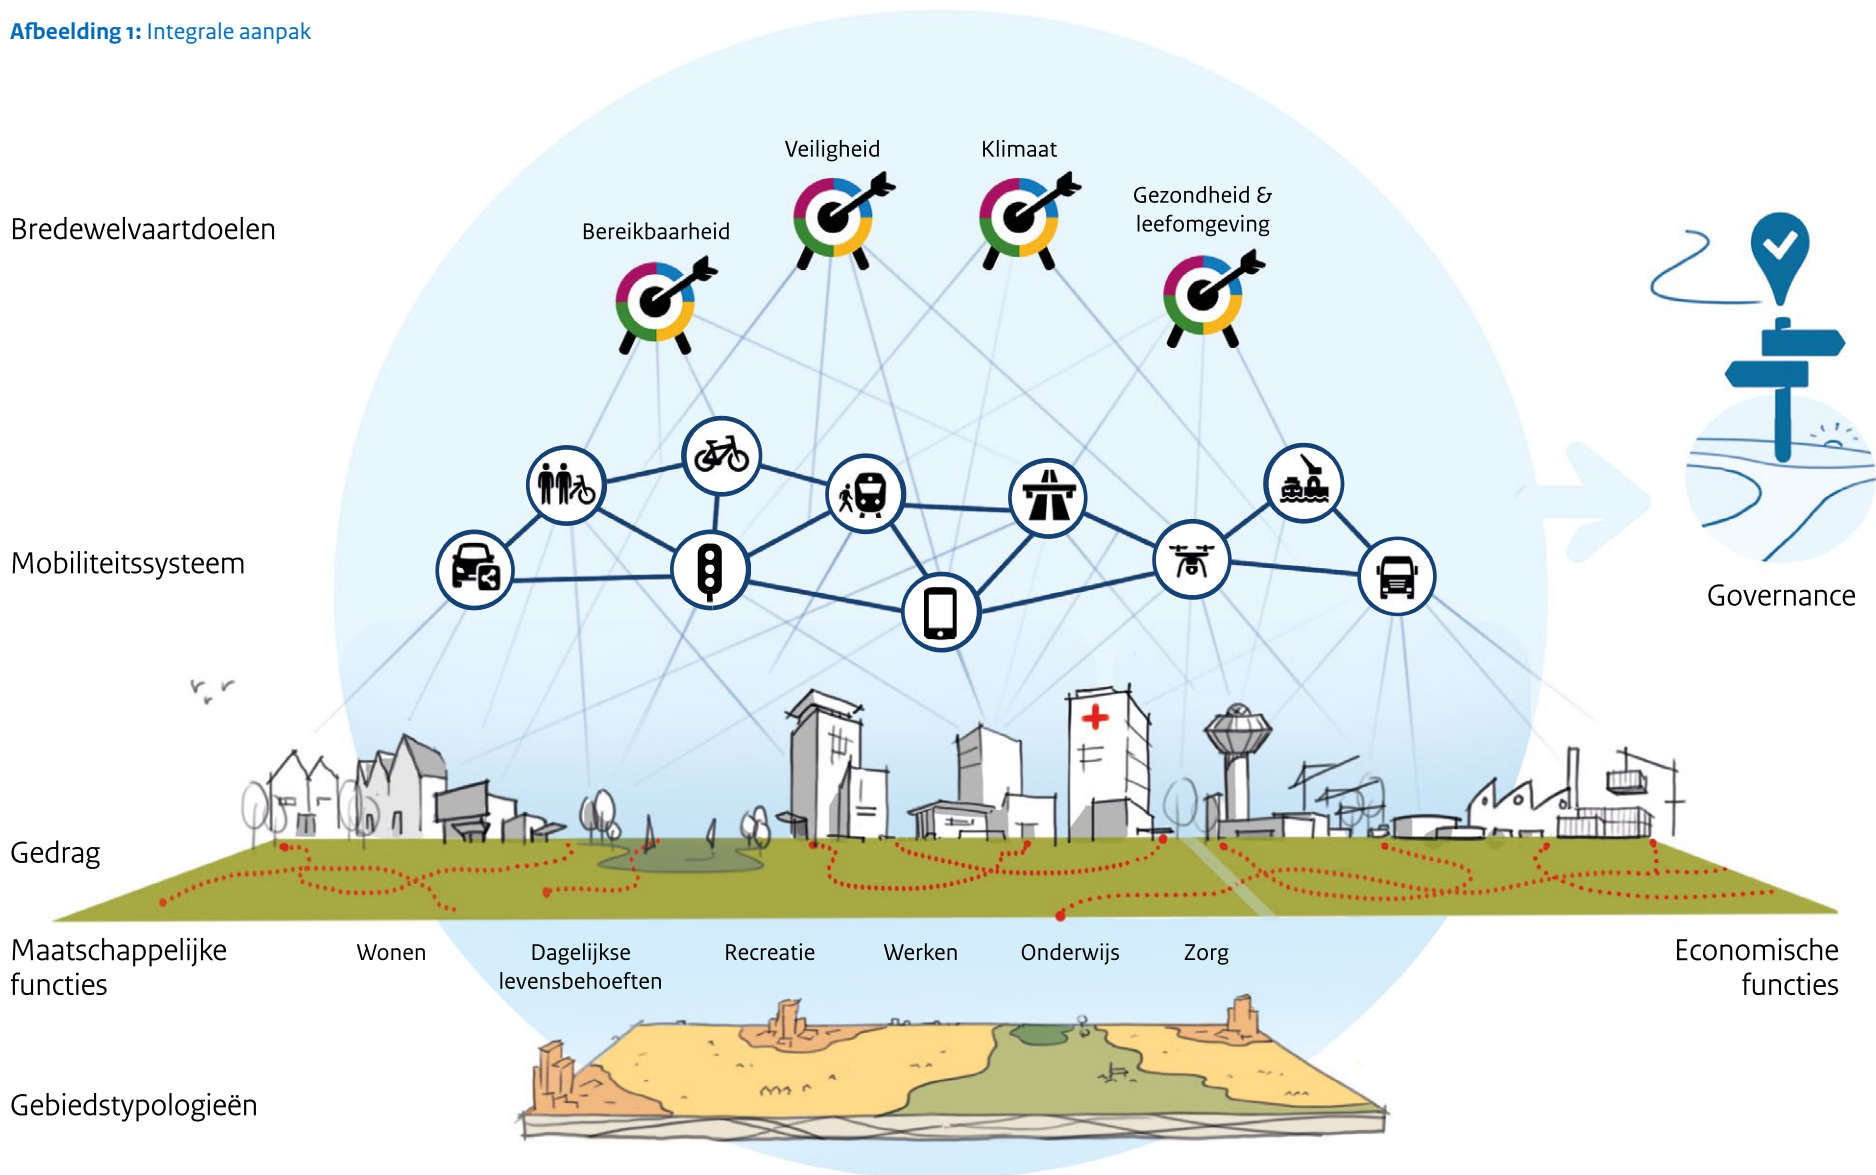 Afbeelding 1: Integrale aanpak
Veiligheid
Klimaat
Gezondheid &
leefomgeving
Bereikbaarheid
Bredewelvaartdoelen
Mobiliteitssysteem
Governance
Gedrag
Maatschappelijke
functies
Wonen
Dagelijkse
levensbehoeften
Recreatie
Werken
Onderwijs
Zorg
Economische
functies
Gebiedstypologieën